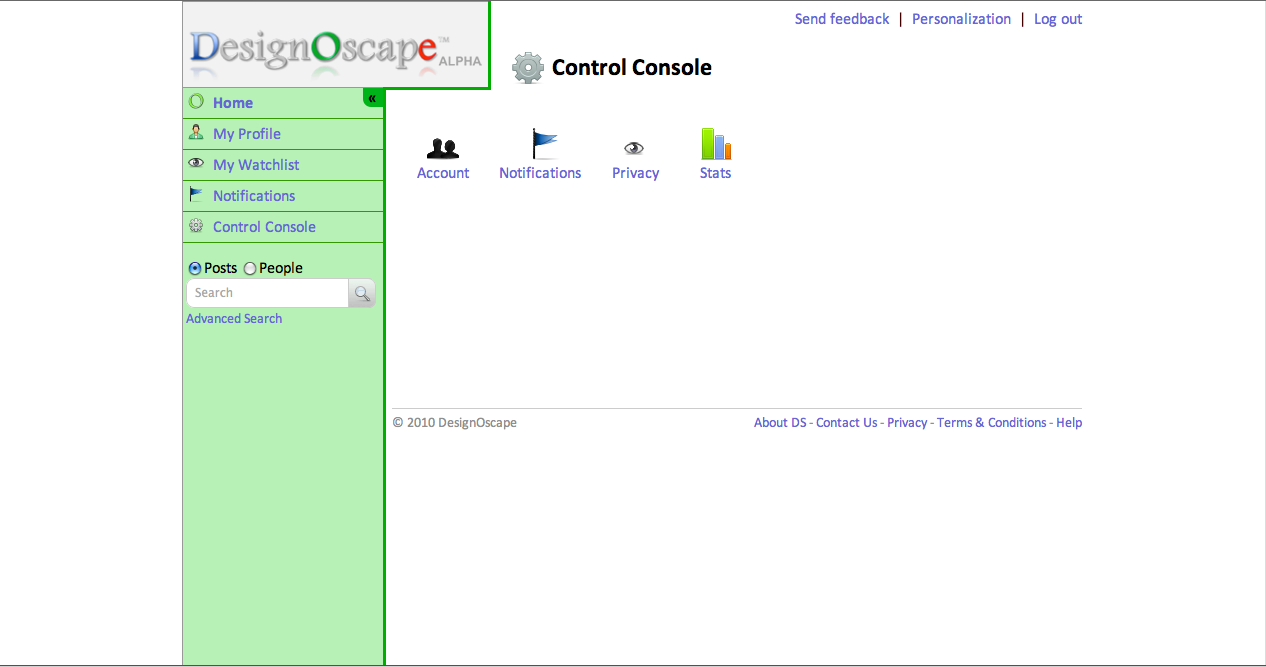 Send feedback | Personalization | Log out
DesignOscape™ ALPHA
Control Console
«
Home
My Profile
My Watchlist
Notifications
Control Console
Account Notifications Privacy Stats
Posts People
Search
Advanced Search
© 2010 DesignOscape
About DS - Contact Us - Privacy - Terms & Conditions - Help